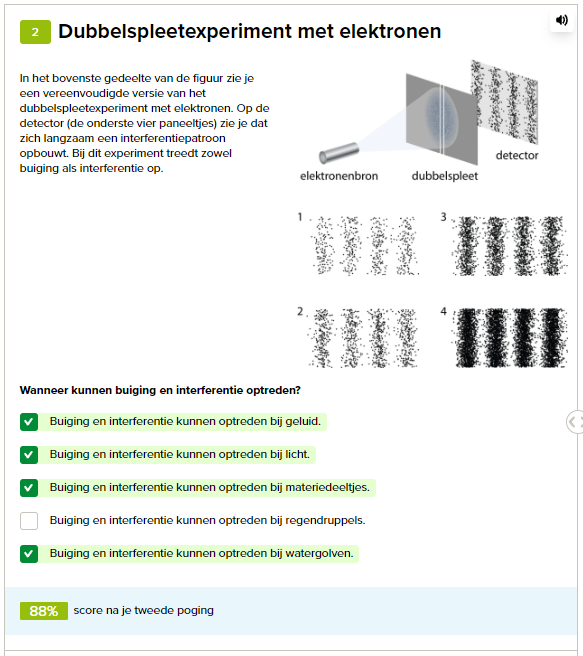 2 Dubbelspleetexperiment met elektronen
In het bovenste gedeelte van de figuur zie je
een vereenvoudigde versie van het
dubbelspleetexperiment met elektronen. Op de
detector (de onderste vier paneeltjes) zie je dat
zich langzaam een interferentiepatroon
opbouwt. Bij dit experiment treedt zowel
buiging als interferentie op.
detector
elektronenbron dubbelspleet
1 3
2 4
Wanneer kunnen buiging en interferentie optreden?
Buiging en interferentie kunnen optreden bij geluid.
Buiging en interferentie kunnen optreden bij licht.
Buiging en interferentie kunnen optreden bij materiedeeltjes.
Buiging en interferentie kunnen optreden bij regendruppels.
Buiging en interferentie kunnen optreden bij watergolven.
88% score na je tweede poging